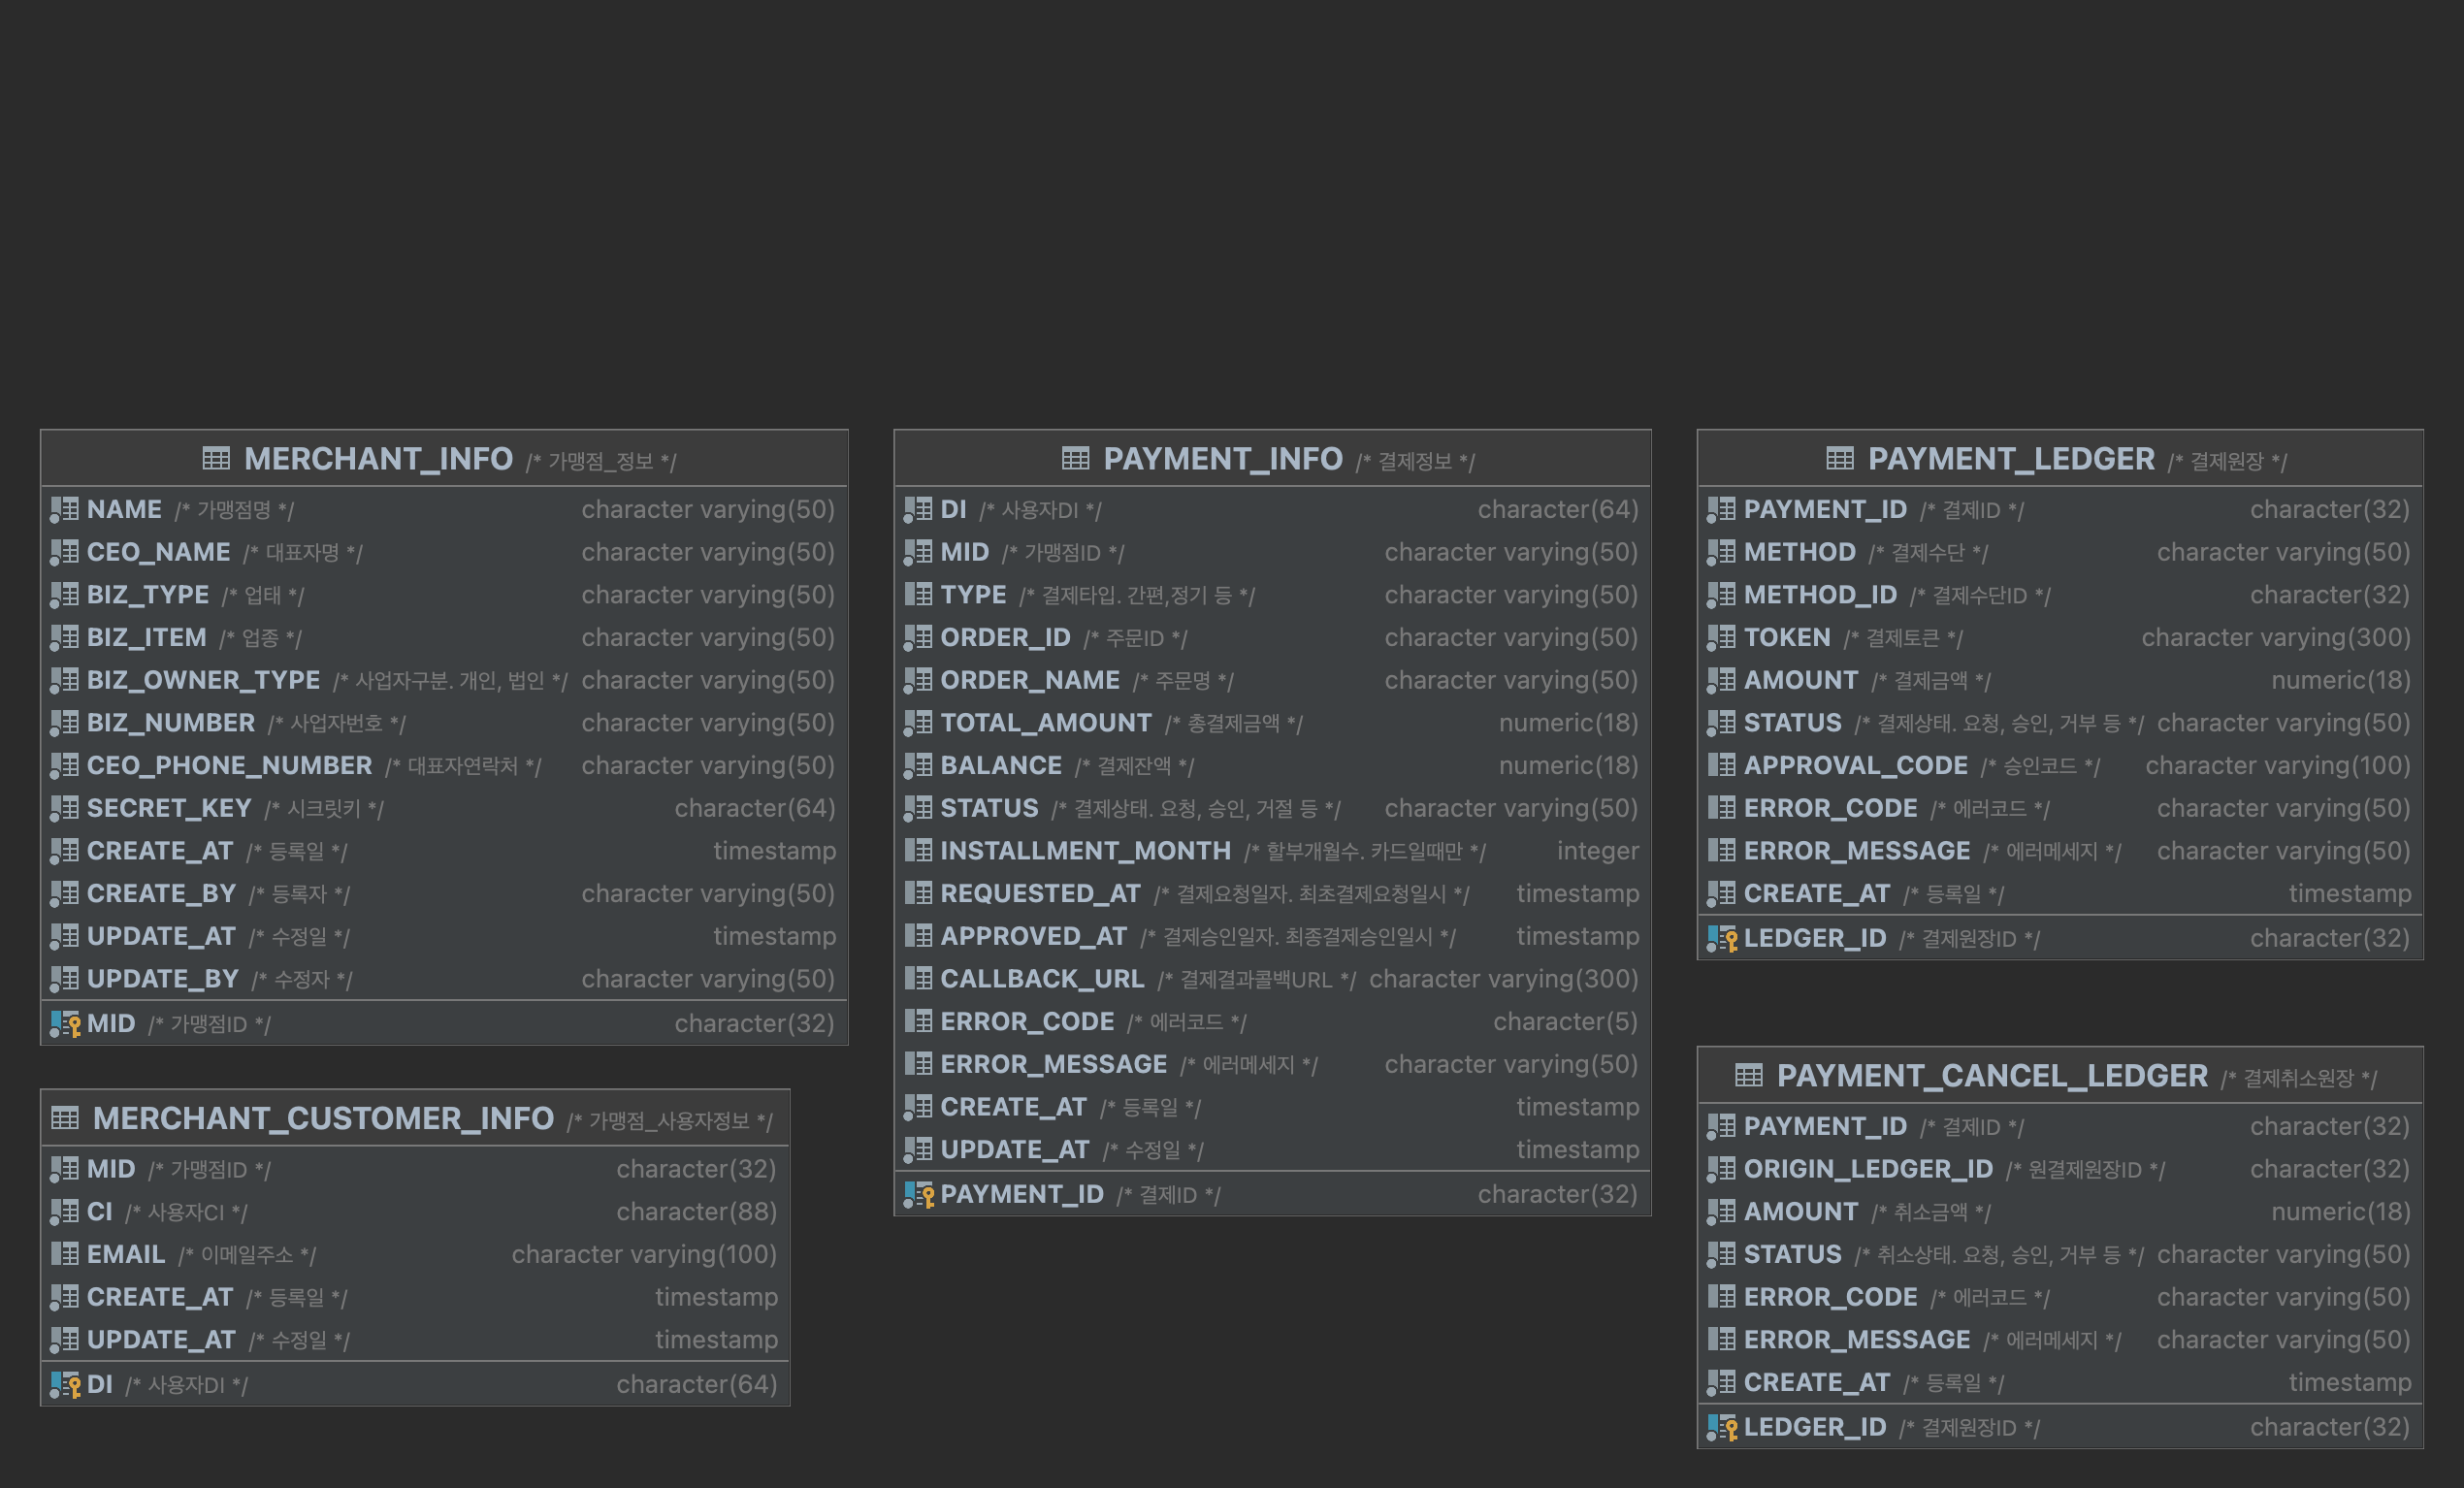 MERCHANT_INFO /* 가맹점_정보 */
NAME /* 가맹점명 */ character varying(50)
CEO_NAME /* 대표자명 */ character varying(50)
BIZ_TYPE /* 업태 */ character varying(50)
BIZ_ITEM /* 업종 */ character varying(50)
BIZ_OWNER_TYPE /* 사업자구분. 개인, 법인 */ character varying(50)
BIZ_NUMBER /* 사업자번호 */ character varying(50)
CEO_PHONE_NUMBER /* 대표자연락처 */ character varying(50)
SECRET_KEY /* 시크릿키 */ character(64)
CREATE_AT /* 등록일 */ timestamp
CREATE_BY /* 등록자 */ character varying(50)
UPDATE_AT /* 수정일 */ timestamp
UPDATE_BY /* 수정자 */ character varying(50)
MID /* 가맹점ID */ character(32)
MERCHANT_CUSTOMER_INFO /* 가맹점_사용자정보 */
MID /* 가맹점ID */ character(32)
CI /* 사용자CI */ character(88)
EMAIL /* 이메일주소 */ character varying(100)
CREATE_AT /* 등록일 */ timestamp
UPDATE_AT /* 수정일 */ timestamp
DI /* 사용자DI */ character(64)
PAYMENT_INFO /* 결제정보 */
DI /* 사용자DI */ character(64)
MID /* 가맹점ID */ character varying(50)
TYPE /* 결제타입. 간편,정기 등 */ character varying(50)
ORDER_ID /* 주문ID */ character varying(50)
ORDER_NAME /* 주문명 */ character varying(50)
TOTAL_AMOUNT /* 총결제금액 */ numeric(18)
BALANCE /* 결제잔액 */ numeric(18)
STATUS /* 결제상태. 요청, 승인, 거절 등 */ character varying(50)
INSTALLMENT_MONTH /* 할부개월수. 카드일때만 */ integer
REQUESTED_AT /* 결제요청일자. 최초결제요청일시 */ timestamp
APPROVED_AT /* 결제승인일자. 최종결제승인일시 */ timestamp
CALLBACK_URL /* 결제결과콜백URL */ character varying(300)
ERROR_CODE /* 에러코드 */ character(5)
ERROR_MESSAGE /* 에러메세지 */ character varying(50)
CREATE_AT /* 등록일 */ timestamp
UPDATE_AT /* 수정일 */ timestamp
PAYMENT_ID /* 결제ID */ character(32)
PAYMENT_LEDGER /* 결제원장 */
PAYMENT_ID /* 결제ID */ character(32)
METHOD /* 결제수단 */ character varying(50)
METHOD_ID /* 결제수단ID */ character(32)
TOKEN /* 결제토큰 */ character varying(300)
AMOUNT /* 결제금액 */ numeric(18)
STATUS /* 결제상태. 요청, 승인, 거부 등 */ character varying(50)
APPROVAL_CODE /* 승인코드 */ character varying(100)
ERROR_CODE /* 에러코드 */ character varying(50)
ERROR_MESSAGE /* 에러메세지 */ character varying(50)
CREATE_AT /* 등록일 */ timestamp
LEDGER_ID /* 결제원장ID */ character(32)
PAYMENT_CANCEL_LEDGER /* 결제취소원장 */
PAYMENT_ID /* 결제ID */ character(32)
ORIGIN_LEDGER_ID /* 원결제원장ID */ character(32)
AMOUNT /* 취소금액 */ numeric(18)
STATUS /* 취소상태. 요청, 승인, 거부 등 */ character varying(50)
ERROR_CODE /* 에러코드 */ character varying(50)
ERROR_MESSAGE /* 에러메세지 */ character varying(50)
CREATE_AT /* 등록일 */ timestamp
LEDGER_ID /* 결제원장ID */ character(32)